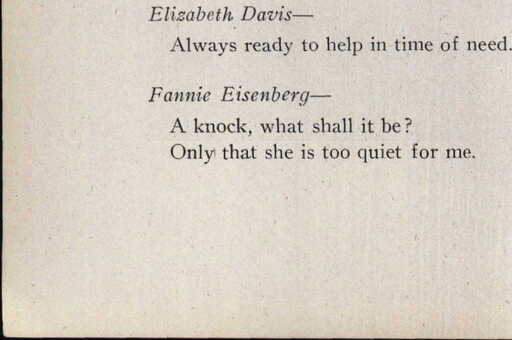 Elizabeth Davis—
Always ready to help in time of need.
Fannie Eisenberg—
A knock, what shall it be?
Only that she is too quiet for me.